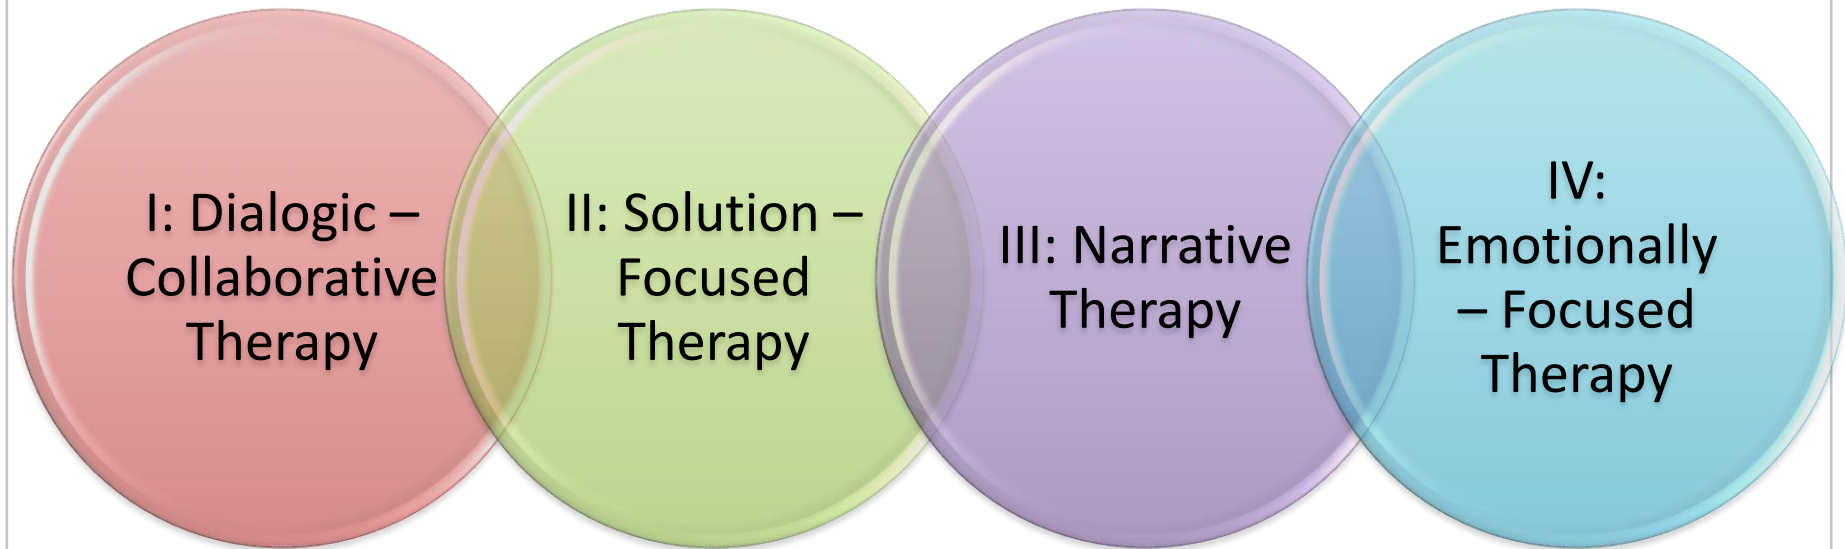 I: Dialogic –
Collaborative
Therapy
II: Solution –
Focused
Therapy
III: Narrative
Therapy
IV:
Emotionally
– Focused
Therapy